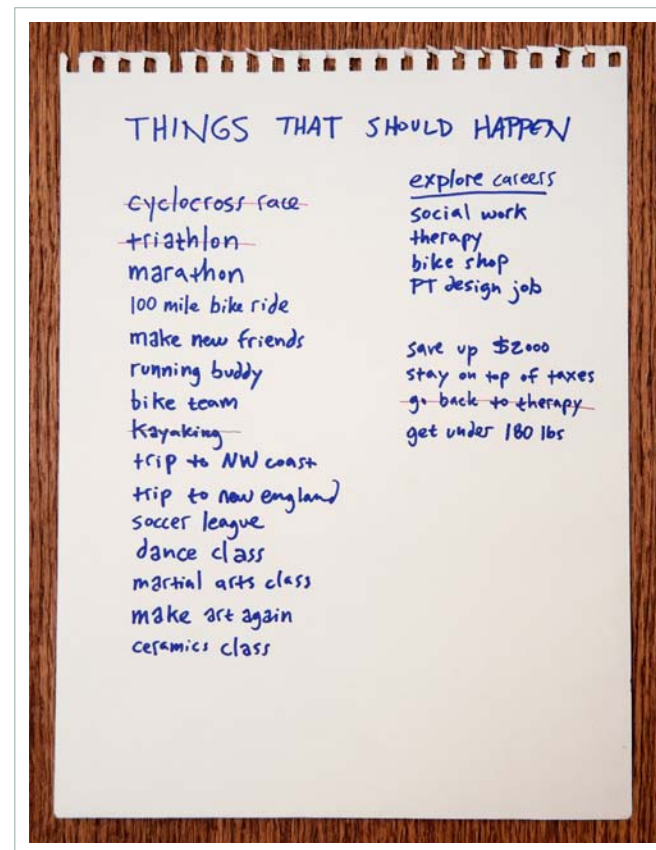 THINGS THAT SHOULD HAPPEN
cyclocross race
triathlon
marathon
100 mile bike ride
make new friends
running buddy
bike team
kayaking
trip to NW coast
trip to new england
soccer league
dance class
martial arts class
make art again
ceramics class
explore careers
social work
therapy
bike shop
PT design job
save up $2000
stay on top of taxes
go back to therapy
get under 180 lbs